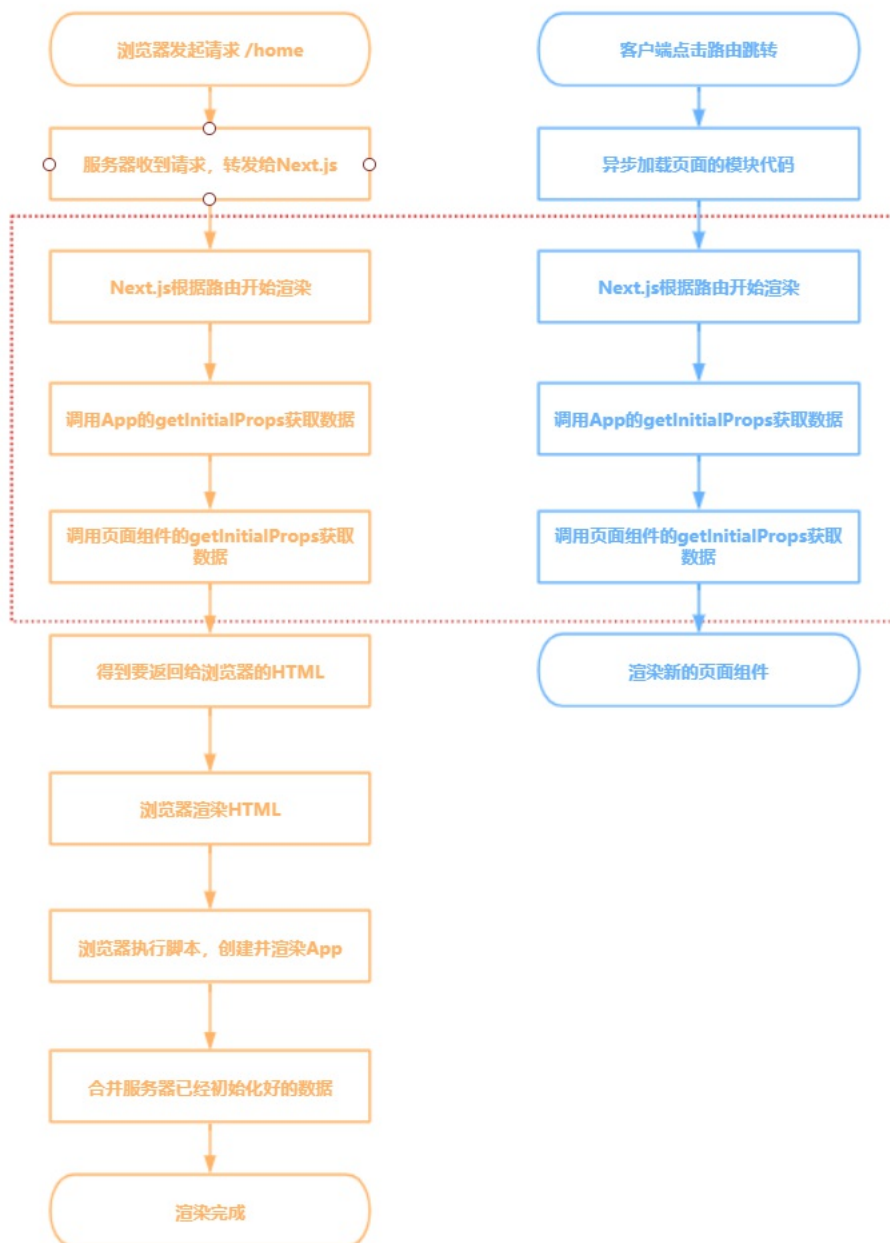 浏览器发起请求 /home
服务器收到请求，转发给Next.js
Next.js根据路由开始渲染
调用App的getInitialProps获取数据
调用页面组件的getInitialProps获取
数据
得到要返回给浏览器的HTML
浏览器渲染HTML
浏览器执行脚本，创建并渲染App
合并服务器已经初始化好的数据
渲染完成
客户端点击路由跳转
异步加载页面的模块代码
Next.js根据路由开始渲染
调用App的getInitialProps获取数据
调用页面组件的getInitialProps获取
数据
渲染新的页面组件